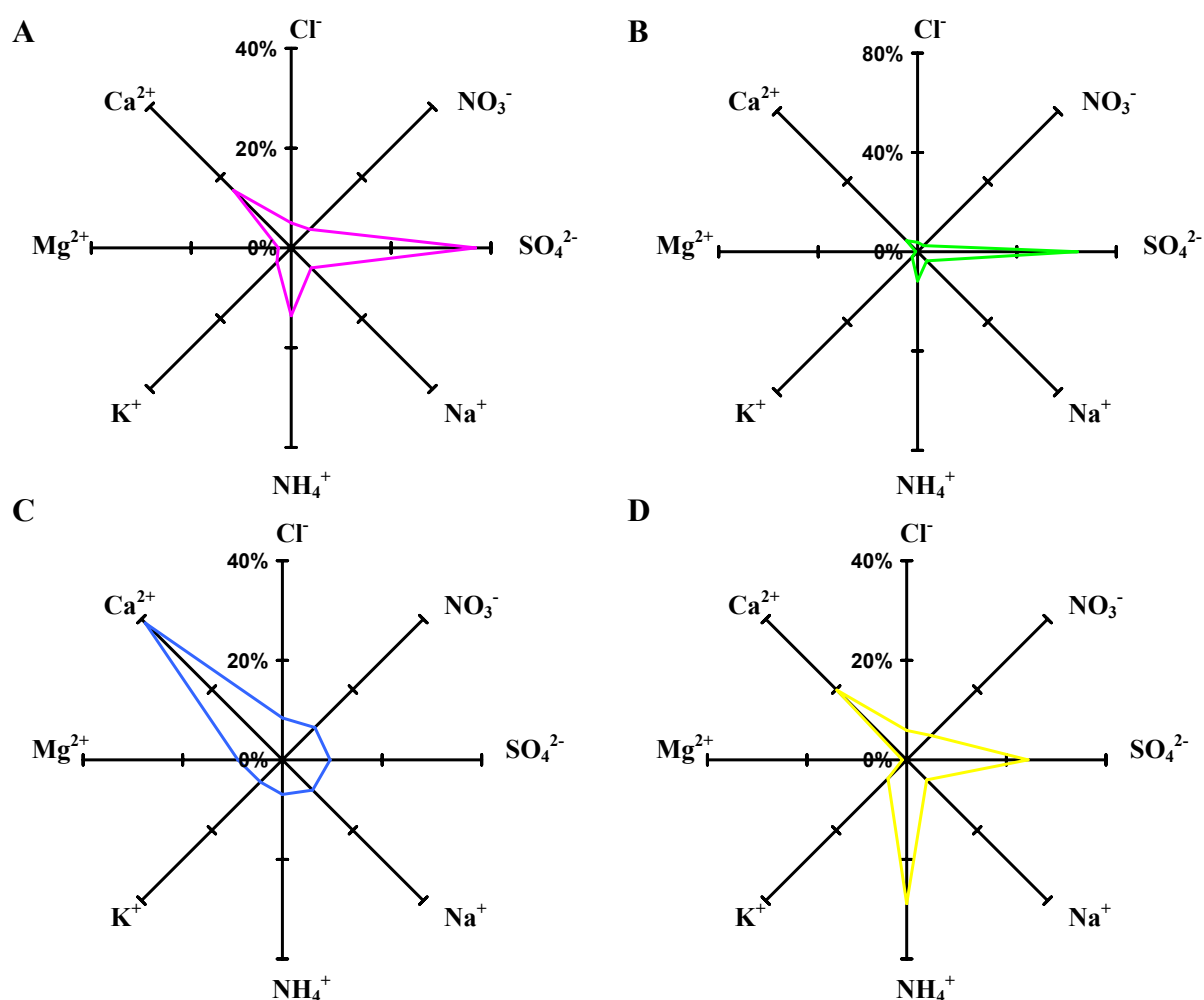 A
Cl⁻
40%
Ca²⁺
NO₃⁻
20%
Mg²⁺
0%
SO₄²⁻
K⁺
Na⁺
NH₄⁺
B
Cl⁻
80%
Ca²⁺
NO₃⁻
40%
Mg²⁺
0%
SO₄²⁻
K⁺
Na⁺
NH₄⁺
C
Cl⁻
40%
Ca²⁺
NO₃⁻
20%
Mg²⁺
0%
SO₄²⁻
K⁺
Na⁺
NH₄⁺
D
Cl⁻
40%
Ca²⁺
NO₃⁻
20%
Mg²⁺
0%
SO₄²⁻
K⁺
Na⁺
NH₄⁺